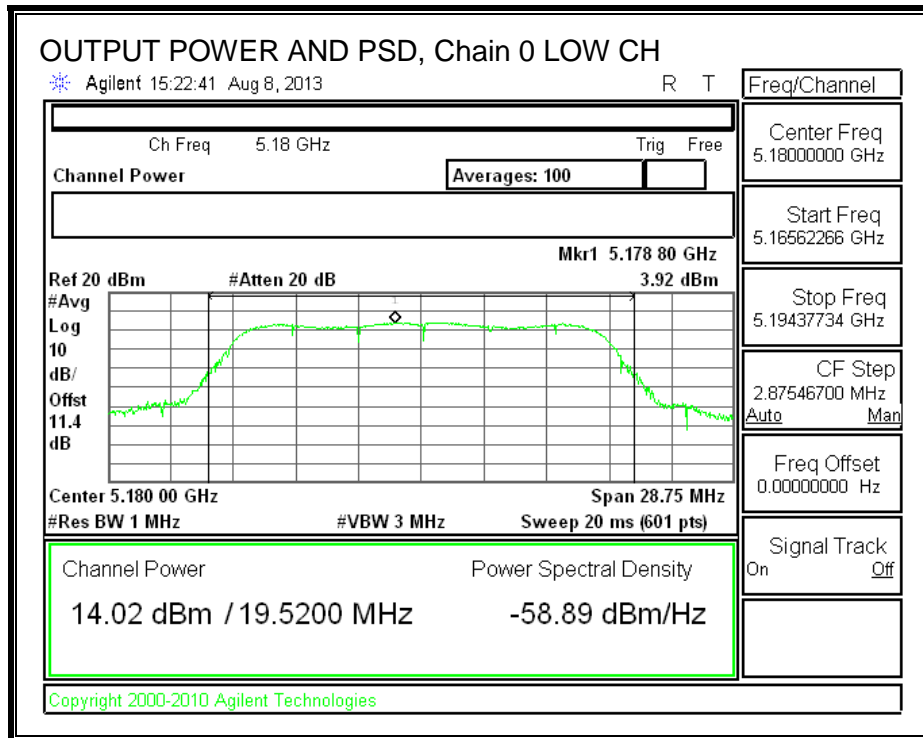 OUTPUT POWER AND PSD, Chain 0 LOW CH
Agilent 15:22:41 Aug 8, 2013 R T
Freq/Channel
Ch Freq 5.18 GHz Trig Free
Channel Power Averages: 100
Center Freq
5.18000000 GHz
Start Freq
5.16562266 GHz
Mkr1 5.178 80 GHz
Ref 20 dBm #Atten 20 dB 3.92 dBm
#Avg
Log
10
dB/
Offst
11.4
dB
1
Stop Freq
5.19437734 GHz
CF Step
2.87546700 MHz
Auto Man
Freq Offset
0.00000000 Hz
Center 5.180 00 GHz Span 28.75 MHz
#Res BW 1 MHz #VBW 3 MHz Sweep 20 ms (601 pts)
Signal Track
On Off
Channel Power Power Spectral Density
14.02 dBm / 19.5200 MHz -58.89 dBm/Hz
Copyright 2000-2010 Agilent Technologies